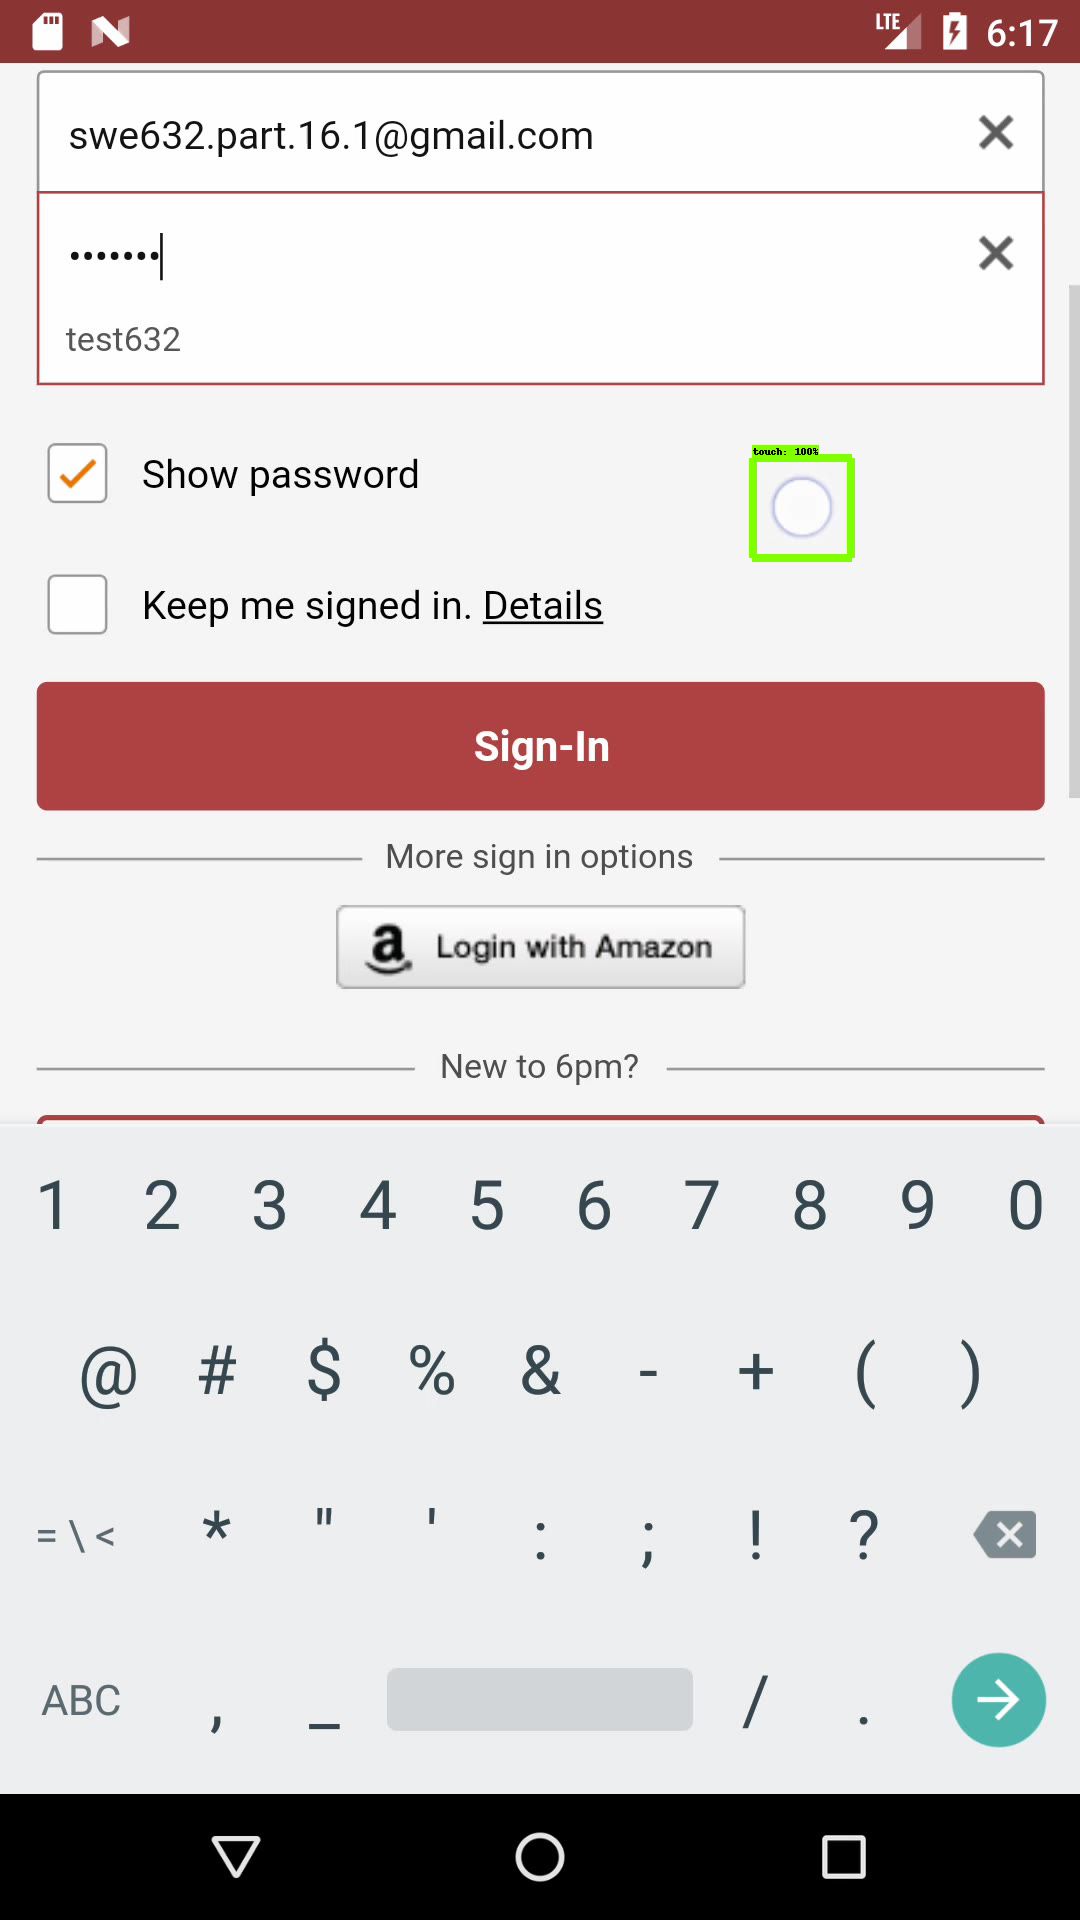 LTE 6:17
swe632.part.16.1@gmail.com
•••••••
test632
Show password
touch: 100%
Keep me signed in. Details
Sign-In
More sign in options
a Login with Amazon
New to 6pm?
1 2 3 4 5 6 7 8 9 0
@ # $ % & - + ( )
= \ < * " ' : ; ! ?
ABC , _ / .